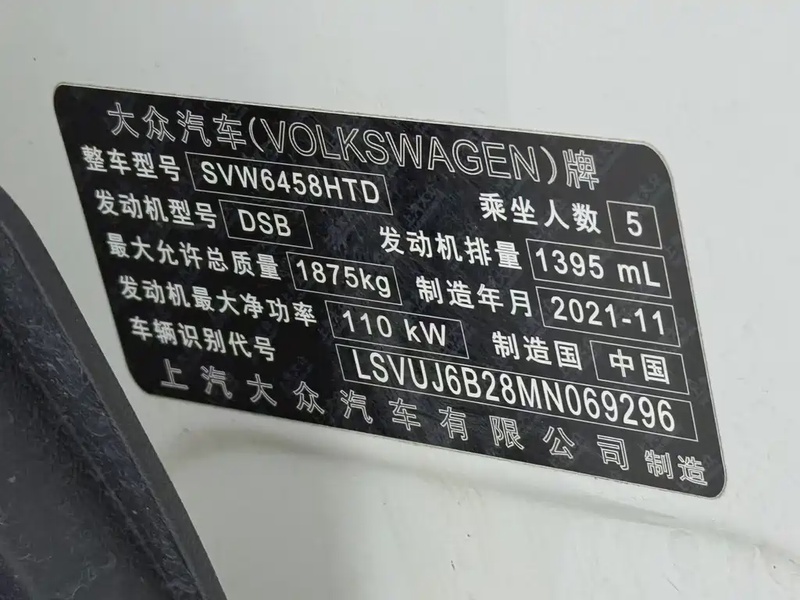 大众汽车(VOLKSWAGEN)牌
整车型号 SVW6458HTD 乘坐人数 5
发动机型号 DSB 发动机排量 1395 mL
最大允许总质量 1875kg 制造年月 2021-11
发动机最大净功率 110 kW 制造国 中国
车辆识别代号 LSVUJ6B28MN069296
上汽大众汽车有限公司 制造